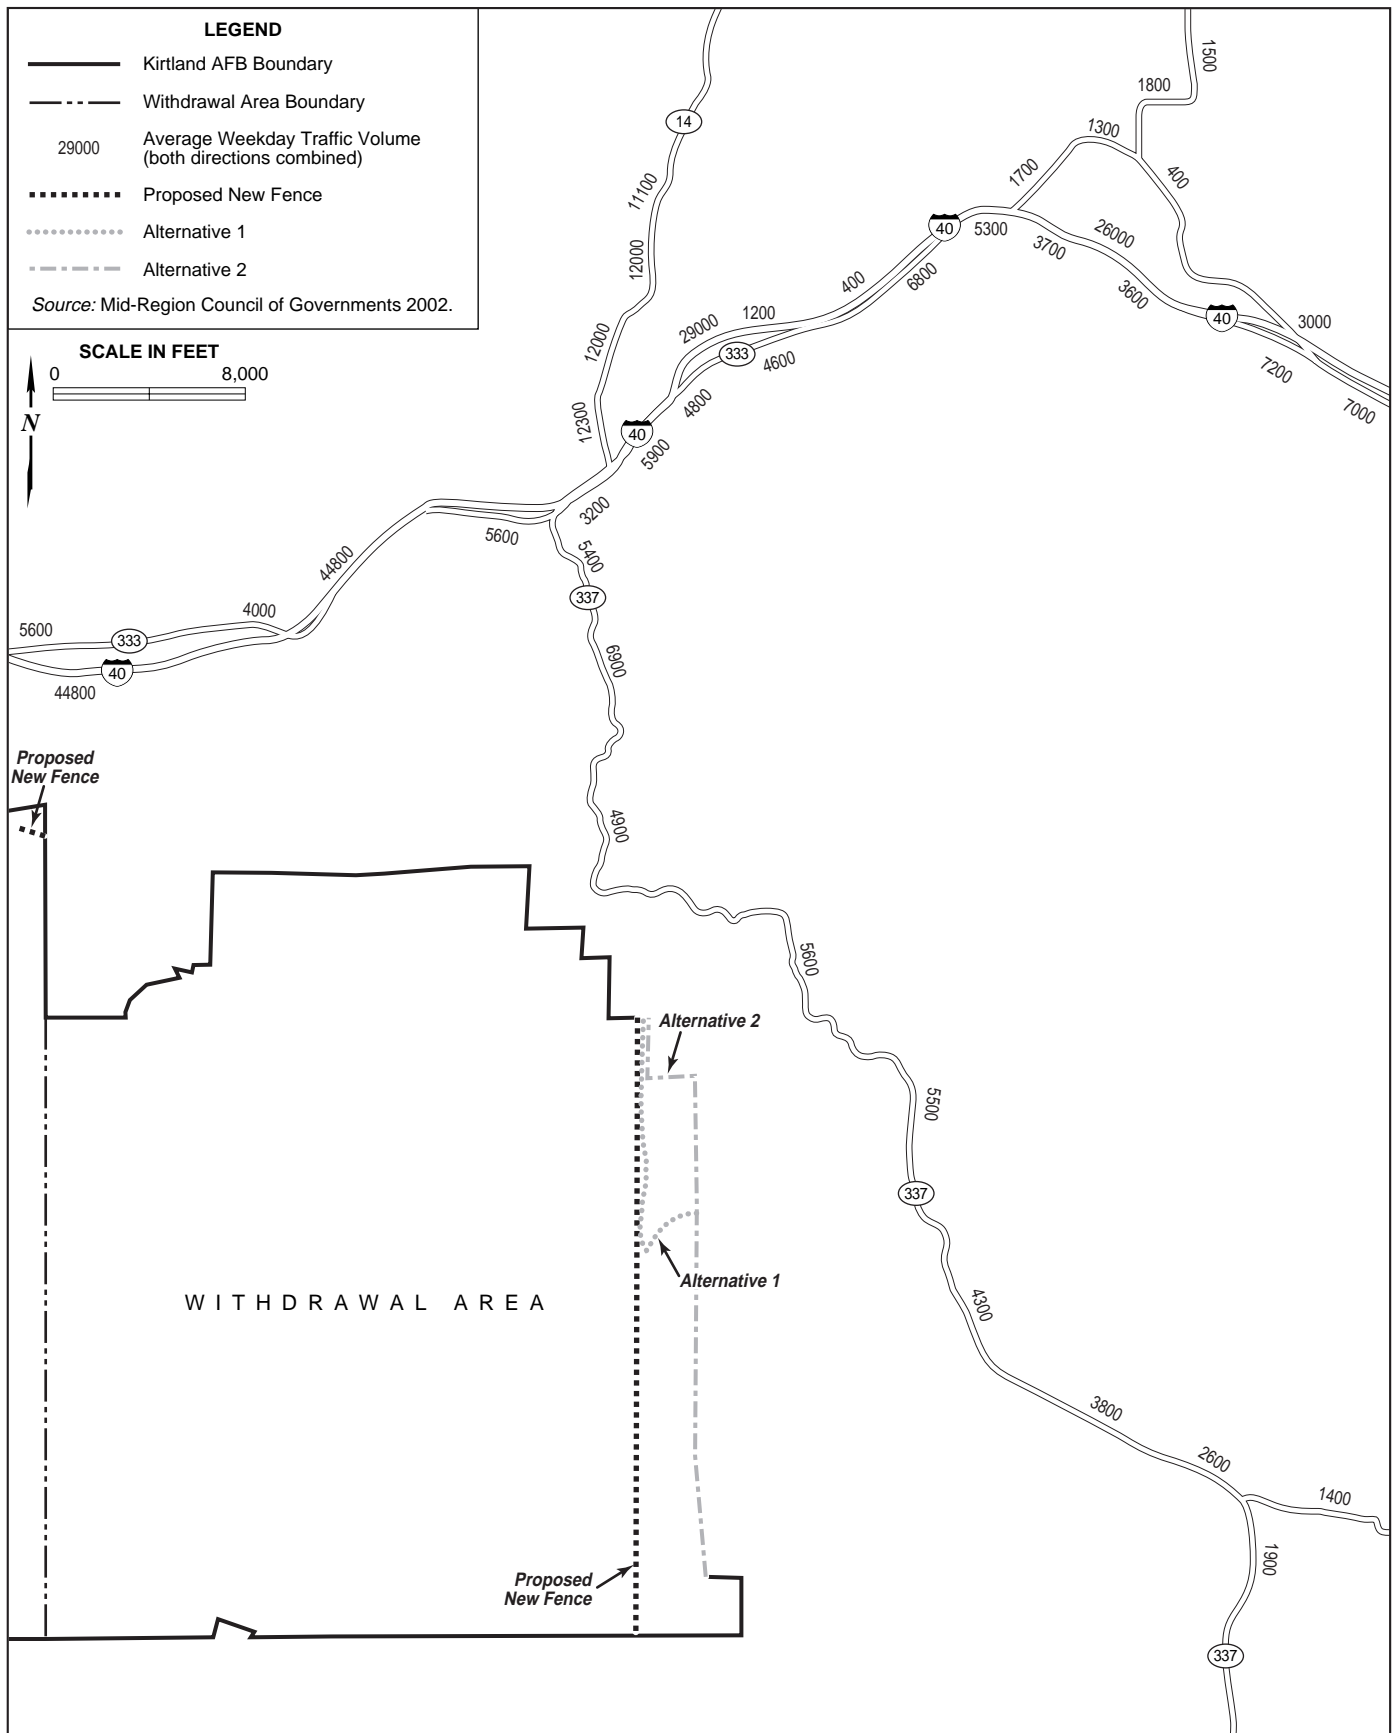 LEGEND
Kirtland AFB Boundary
Withdrawal Area Boundary
29000
Average Weekday Traffic Volume
(both directions combined)
Proposed New Fence
Alternative 1
Alternative 2
Source: Mid-Region Council of Governments 2002.
SCALE IN FEET
0
8,000
N
14
11100
12000
12000
12300
1500
1800
1300
1700
400
40
5300
3700
26000
3600
40
3000
7200
7000
400
6800
1200
29000
333
4600
4800
40
5900
3200
5600
5400
44800
337
4000
5600
333
40
44800
6900
4900
Proposed
New Fence
5600
Alternative 2
5500
337
Alternative 1
WITHDRAWAL AREA
4300
3800
2600
1400
1900
Proposed
New Fence
337